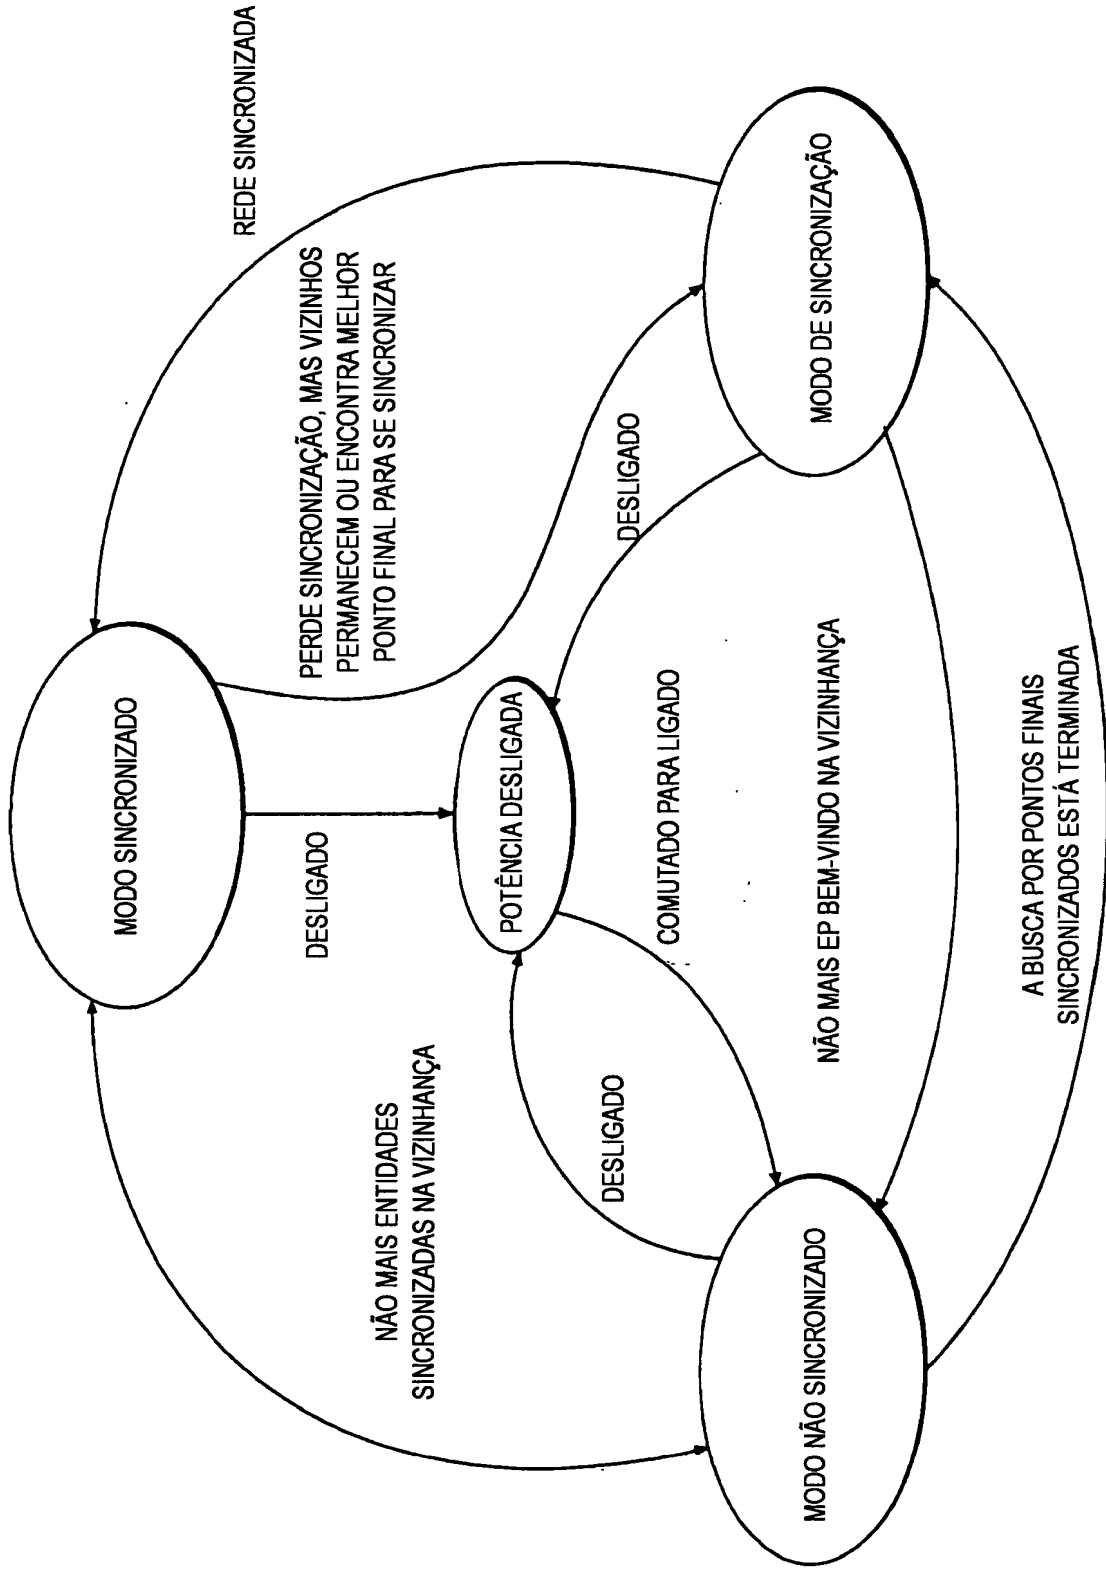 REDE SINCRONIZADA
MODO SINCRONIZADO
PERDE SINCRONIZAÇÃO, MAS VIZINHOS
PERMANECEM OU ENCONTRA MELHOR
PONTO FINAL PARA SE SINCRONIZAR
DESLIGADO
NÃO MAIS ENTIDADES
SINCRONIZADAS NA VIZINHANÇA
POTÊNCIA DESLIGADA
DESLIGADO
DESLIGADO
COMUTADO PARA LIGADO
MODO NÃO SINCRONIZADO
MODO DE SINCRONIZAÇÃO
NÃO MAIS EP BEM-VINDO NA VIZINHANÇA
A BUSCA POR PONTOS FINAIS
SINCRONIZADOS ESTÁ TERMINADA